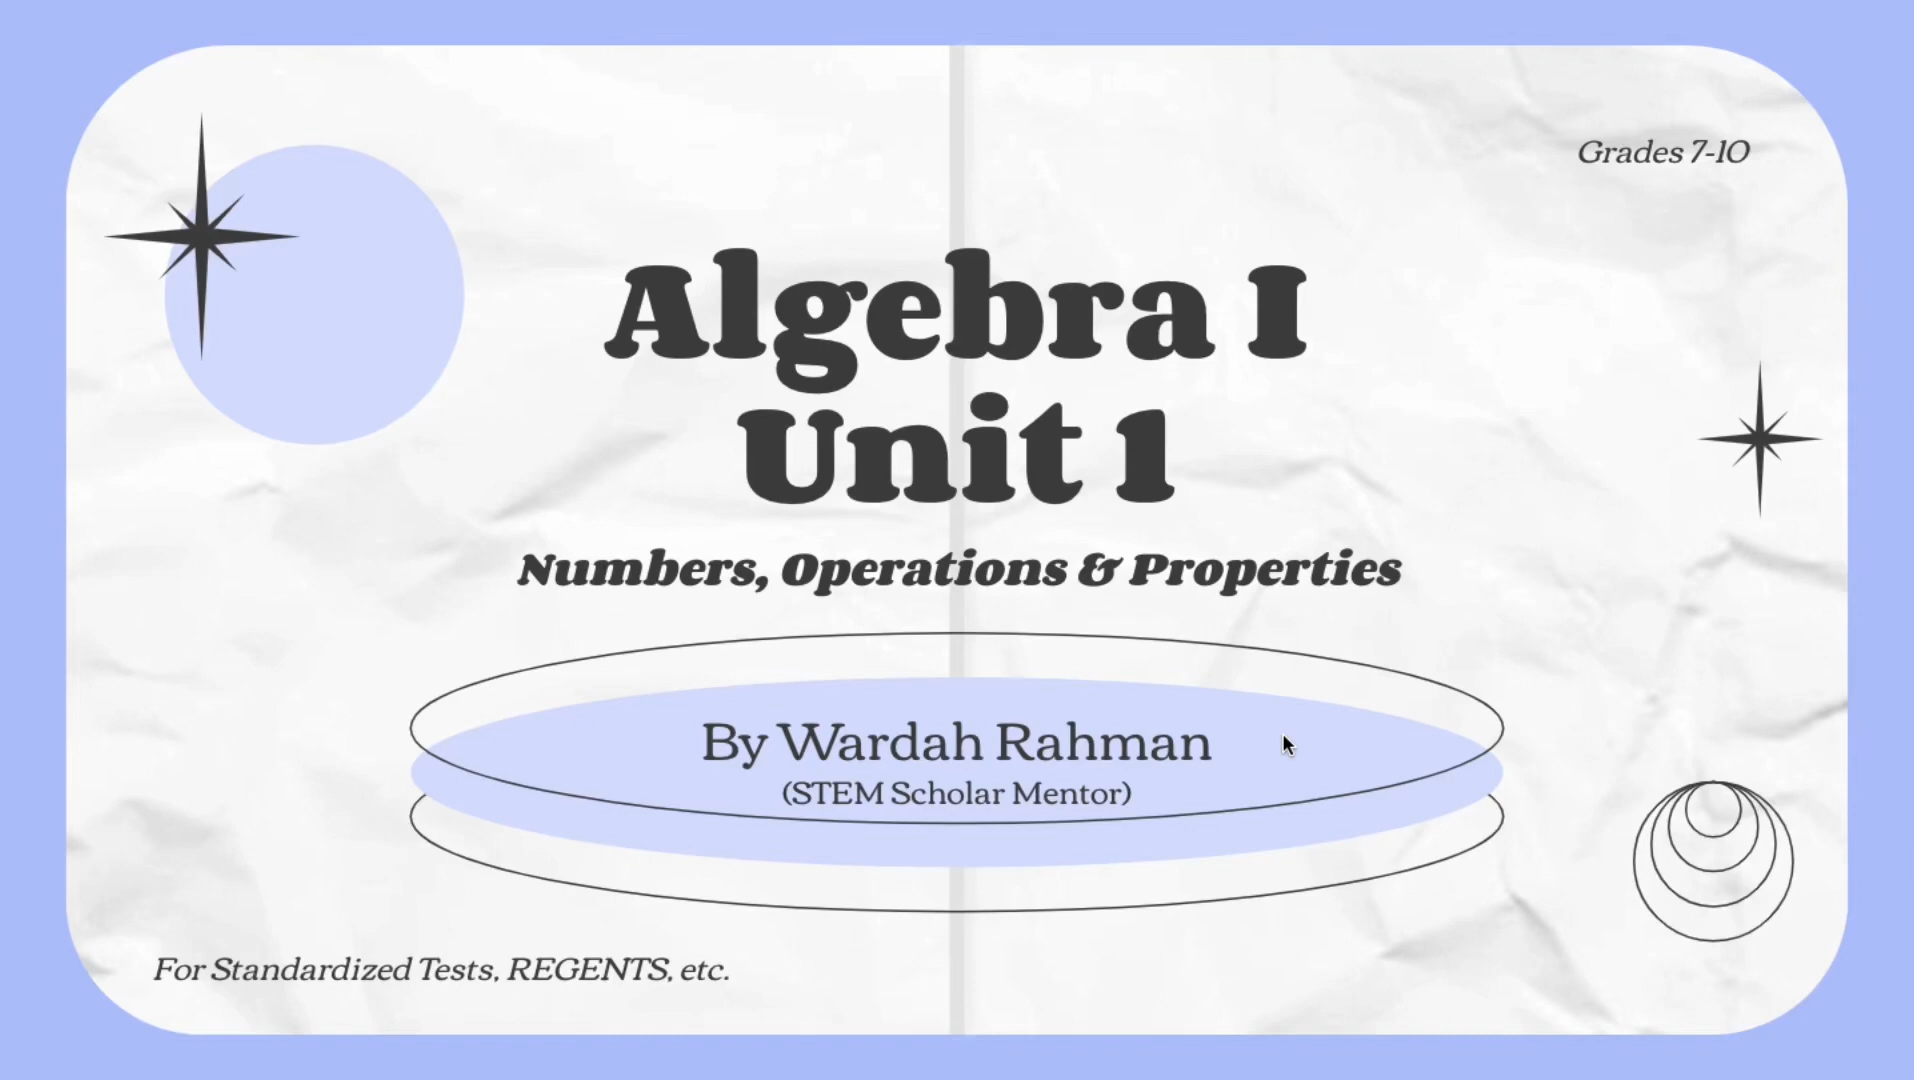 Grades 7-10
Algebra I
Unit 1
Numbers, Operations & Properties
By Wardah Rahman
(STEM Scholar Mentor)
For Standardized Tests, REGENTS, etc.